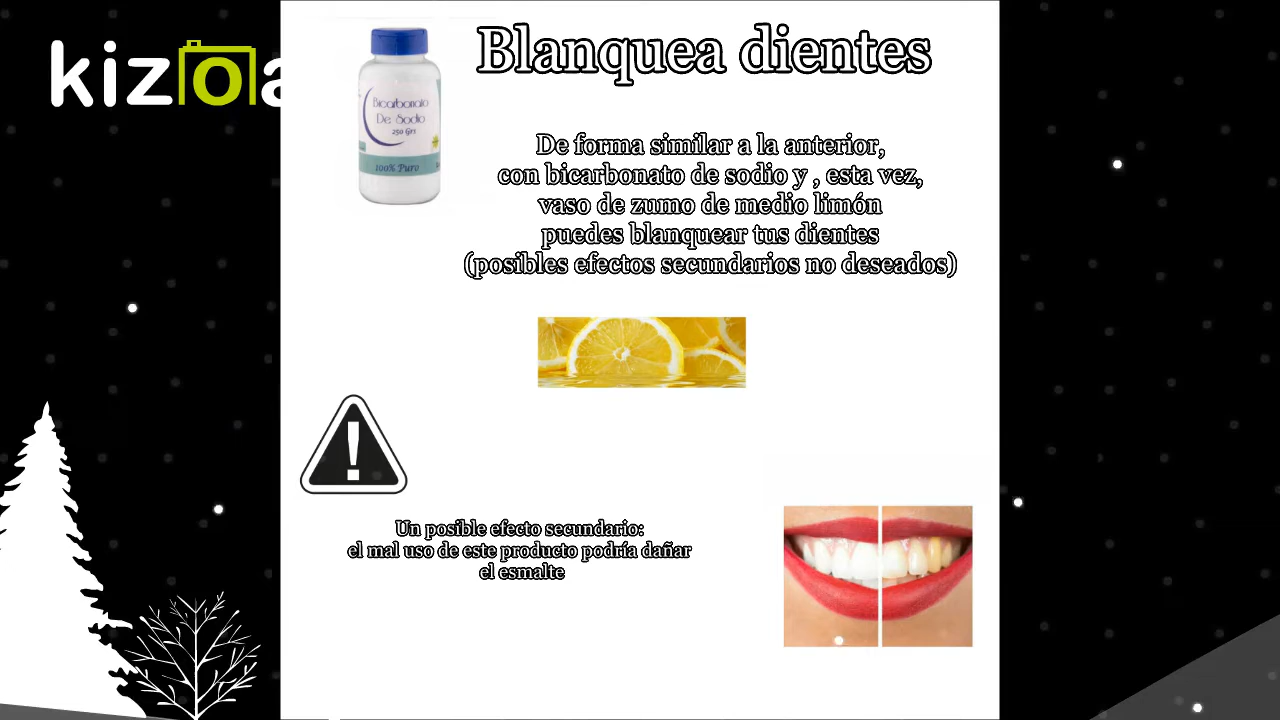 kizoa
Blanquea dientes
Bicarbonato
De Sodio
250 Grs
100% Puro
De forma similar a la anterior,
con bicarbonato de sodio y , esta vez,
vaso de zumo de medio limón
puedes blanquear tus dientes
(posibles efectos secundarios no deseados)
Un posible efecto secundario:
el mal uso de este producto podría dañar
el esmalte